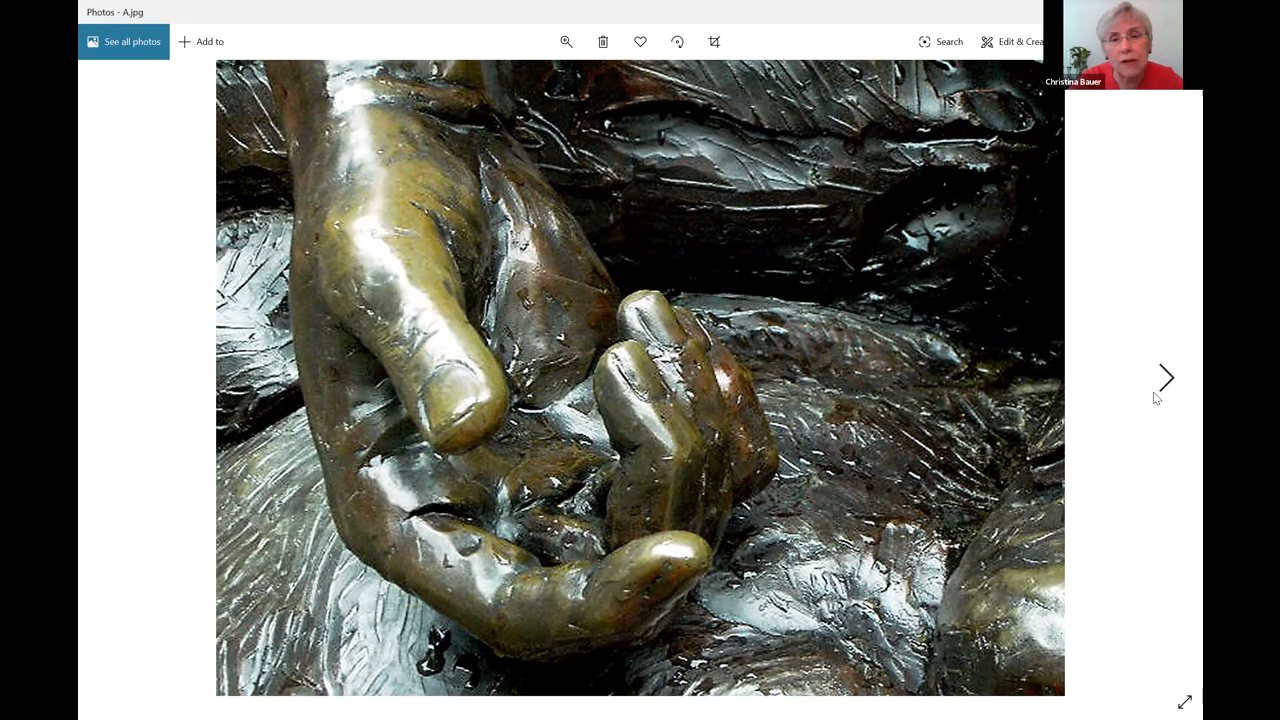 Photos - A.jpg
See all photos
Add to
Search
Edit & Crea
Christina Bauer